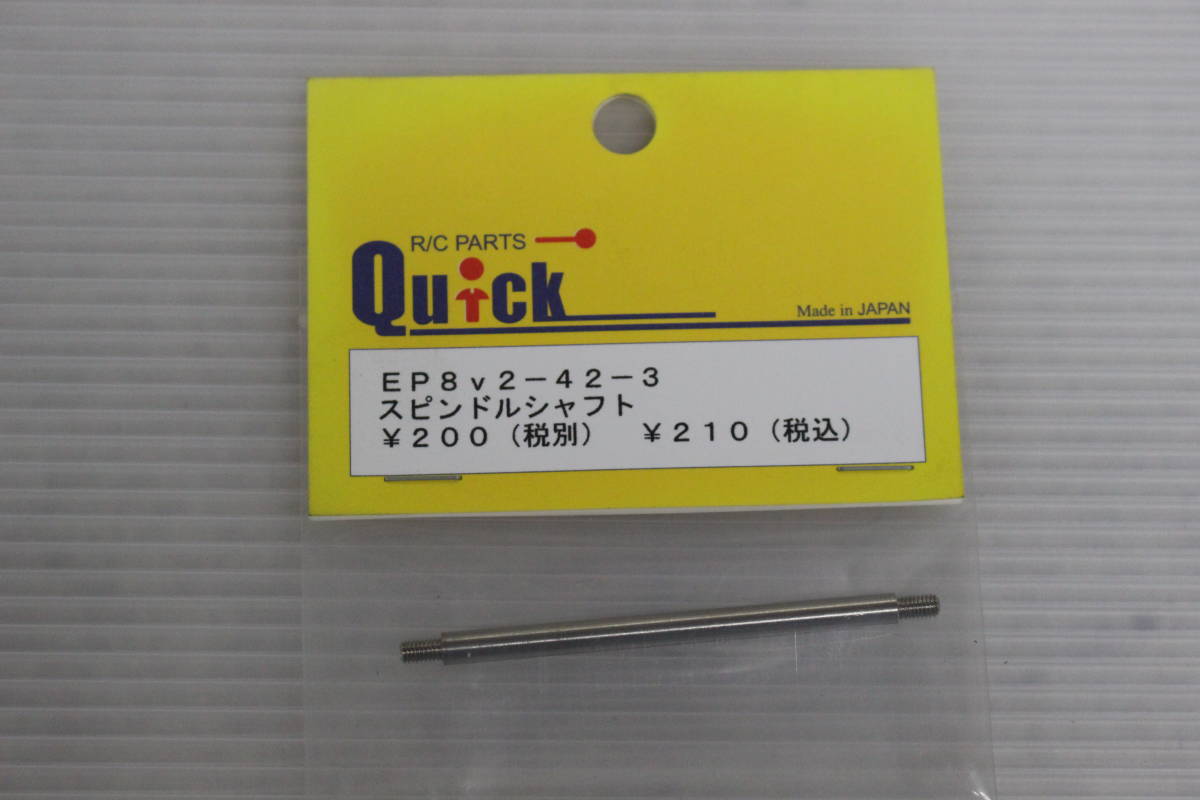 R/C PARTS
Quick
Made in JAPAN
EP8v2-42-3
スピンドルシャフト
¥200(税別) ¥210(税込)